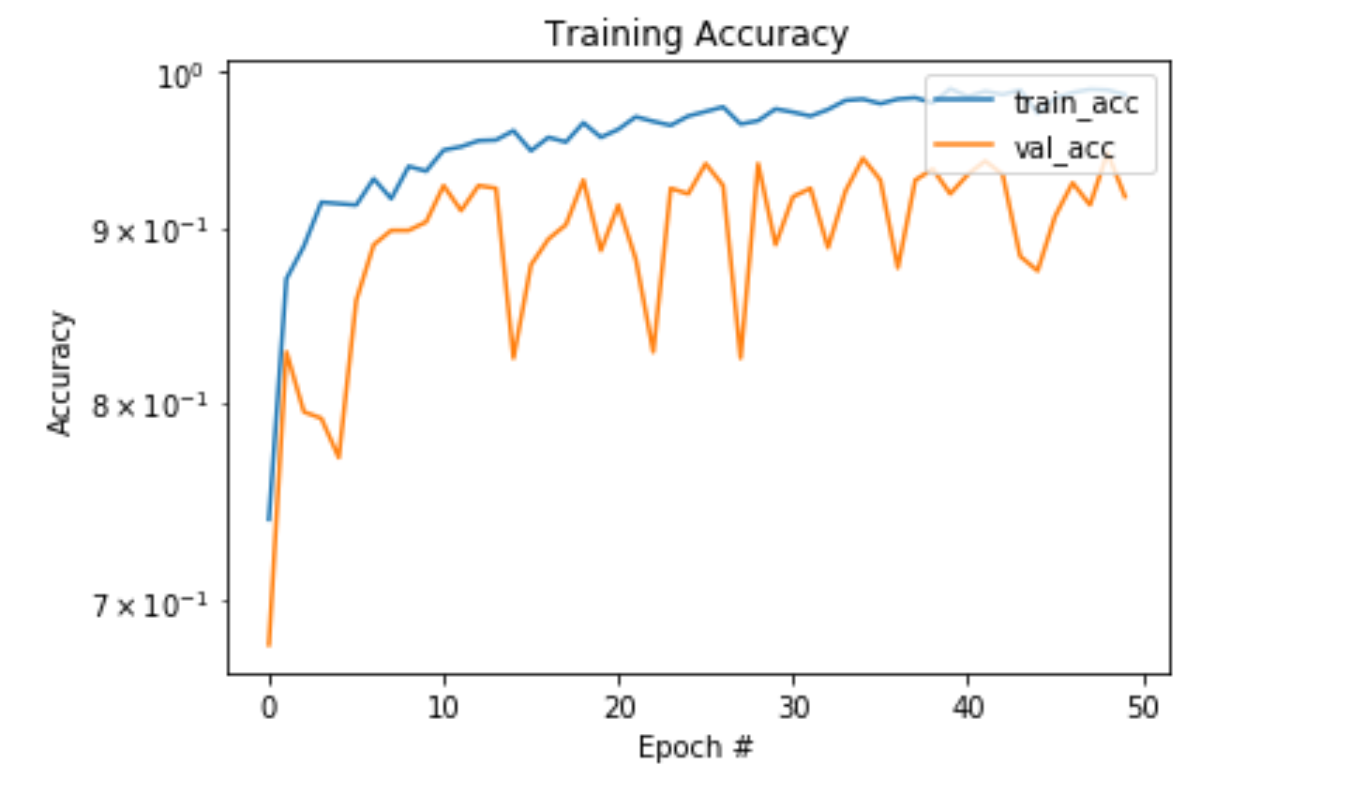 Training Accuracy
10⁰
train_acc
val_acc
9 × 10⁻¹
Accuracy
8 × 10⁻¹
7 × 10⁻¹
0 10 20 30 40 50
Epoch #